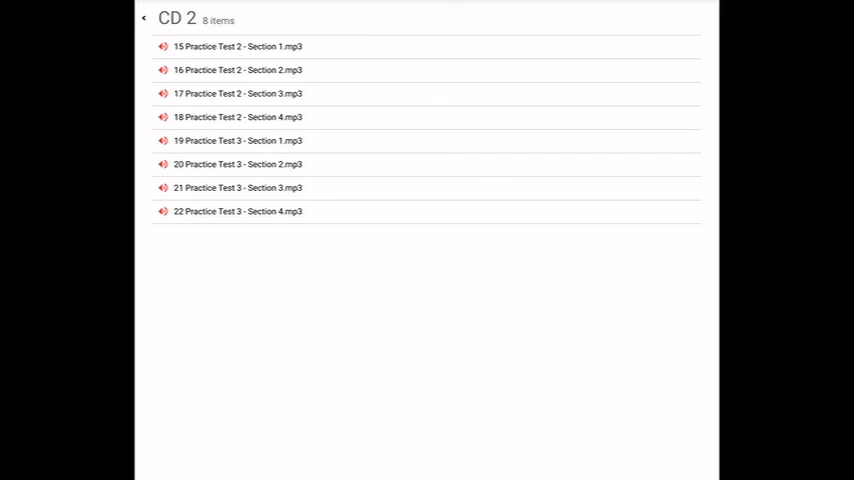 CD 2 8 items
15 Practice Test 2 - Section 1.mp3
16 Practice Test 2 - Section 2.mp3
17 Practice Test 2 - Section 3.mp3
18 Practice Test 2 - Section 4.mp3
19 Practice Test 3 - Section 1.mp3
20 Practice Test 3 - Section 2.mp3
21 Practice Test 3 - Section 3.mp3
22 Practice Test 3 - Section 4.mp3